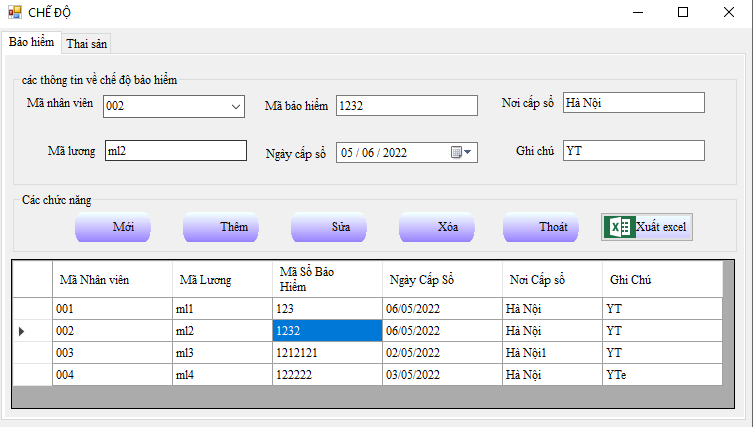 CHẾ ĐỘ
Bảo hiểm Thai sản
các thông tin về chế độ bảo hiểm
Mã nhân viên 002 Mã bảo hiểm 1232 Nơi cấp sổ Hà Nội
Mã lương ml2 Ngày cấp sổ 05 / 06 / 2022 Ghi chú YT
Các chức năng
Mới Thêm Sửa Xóa Thoát Xuất excel
Mã Nhân viên Mã Lương Mã Số Bảo Hiểm Ngày Cấp Sổ Nơi Cấp sổ Ghi Chú
001 ml1 123 06/05/2022 Hà Nội YT
002 ml2 1232 06/05/2022 Hà Nội YT
003 ml3 1212121 02/05/2022 Hà Nội1 YT
004 ml4 122222 03/05/2022 Hà Nội YTe